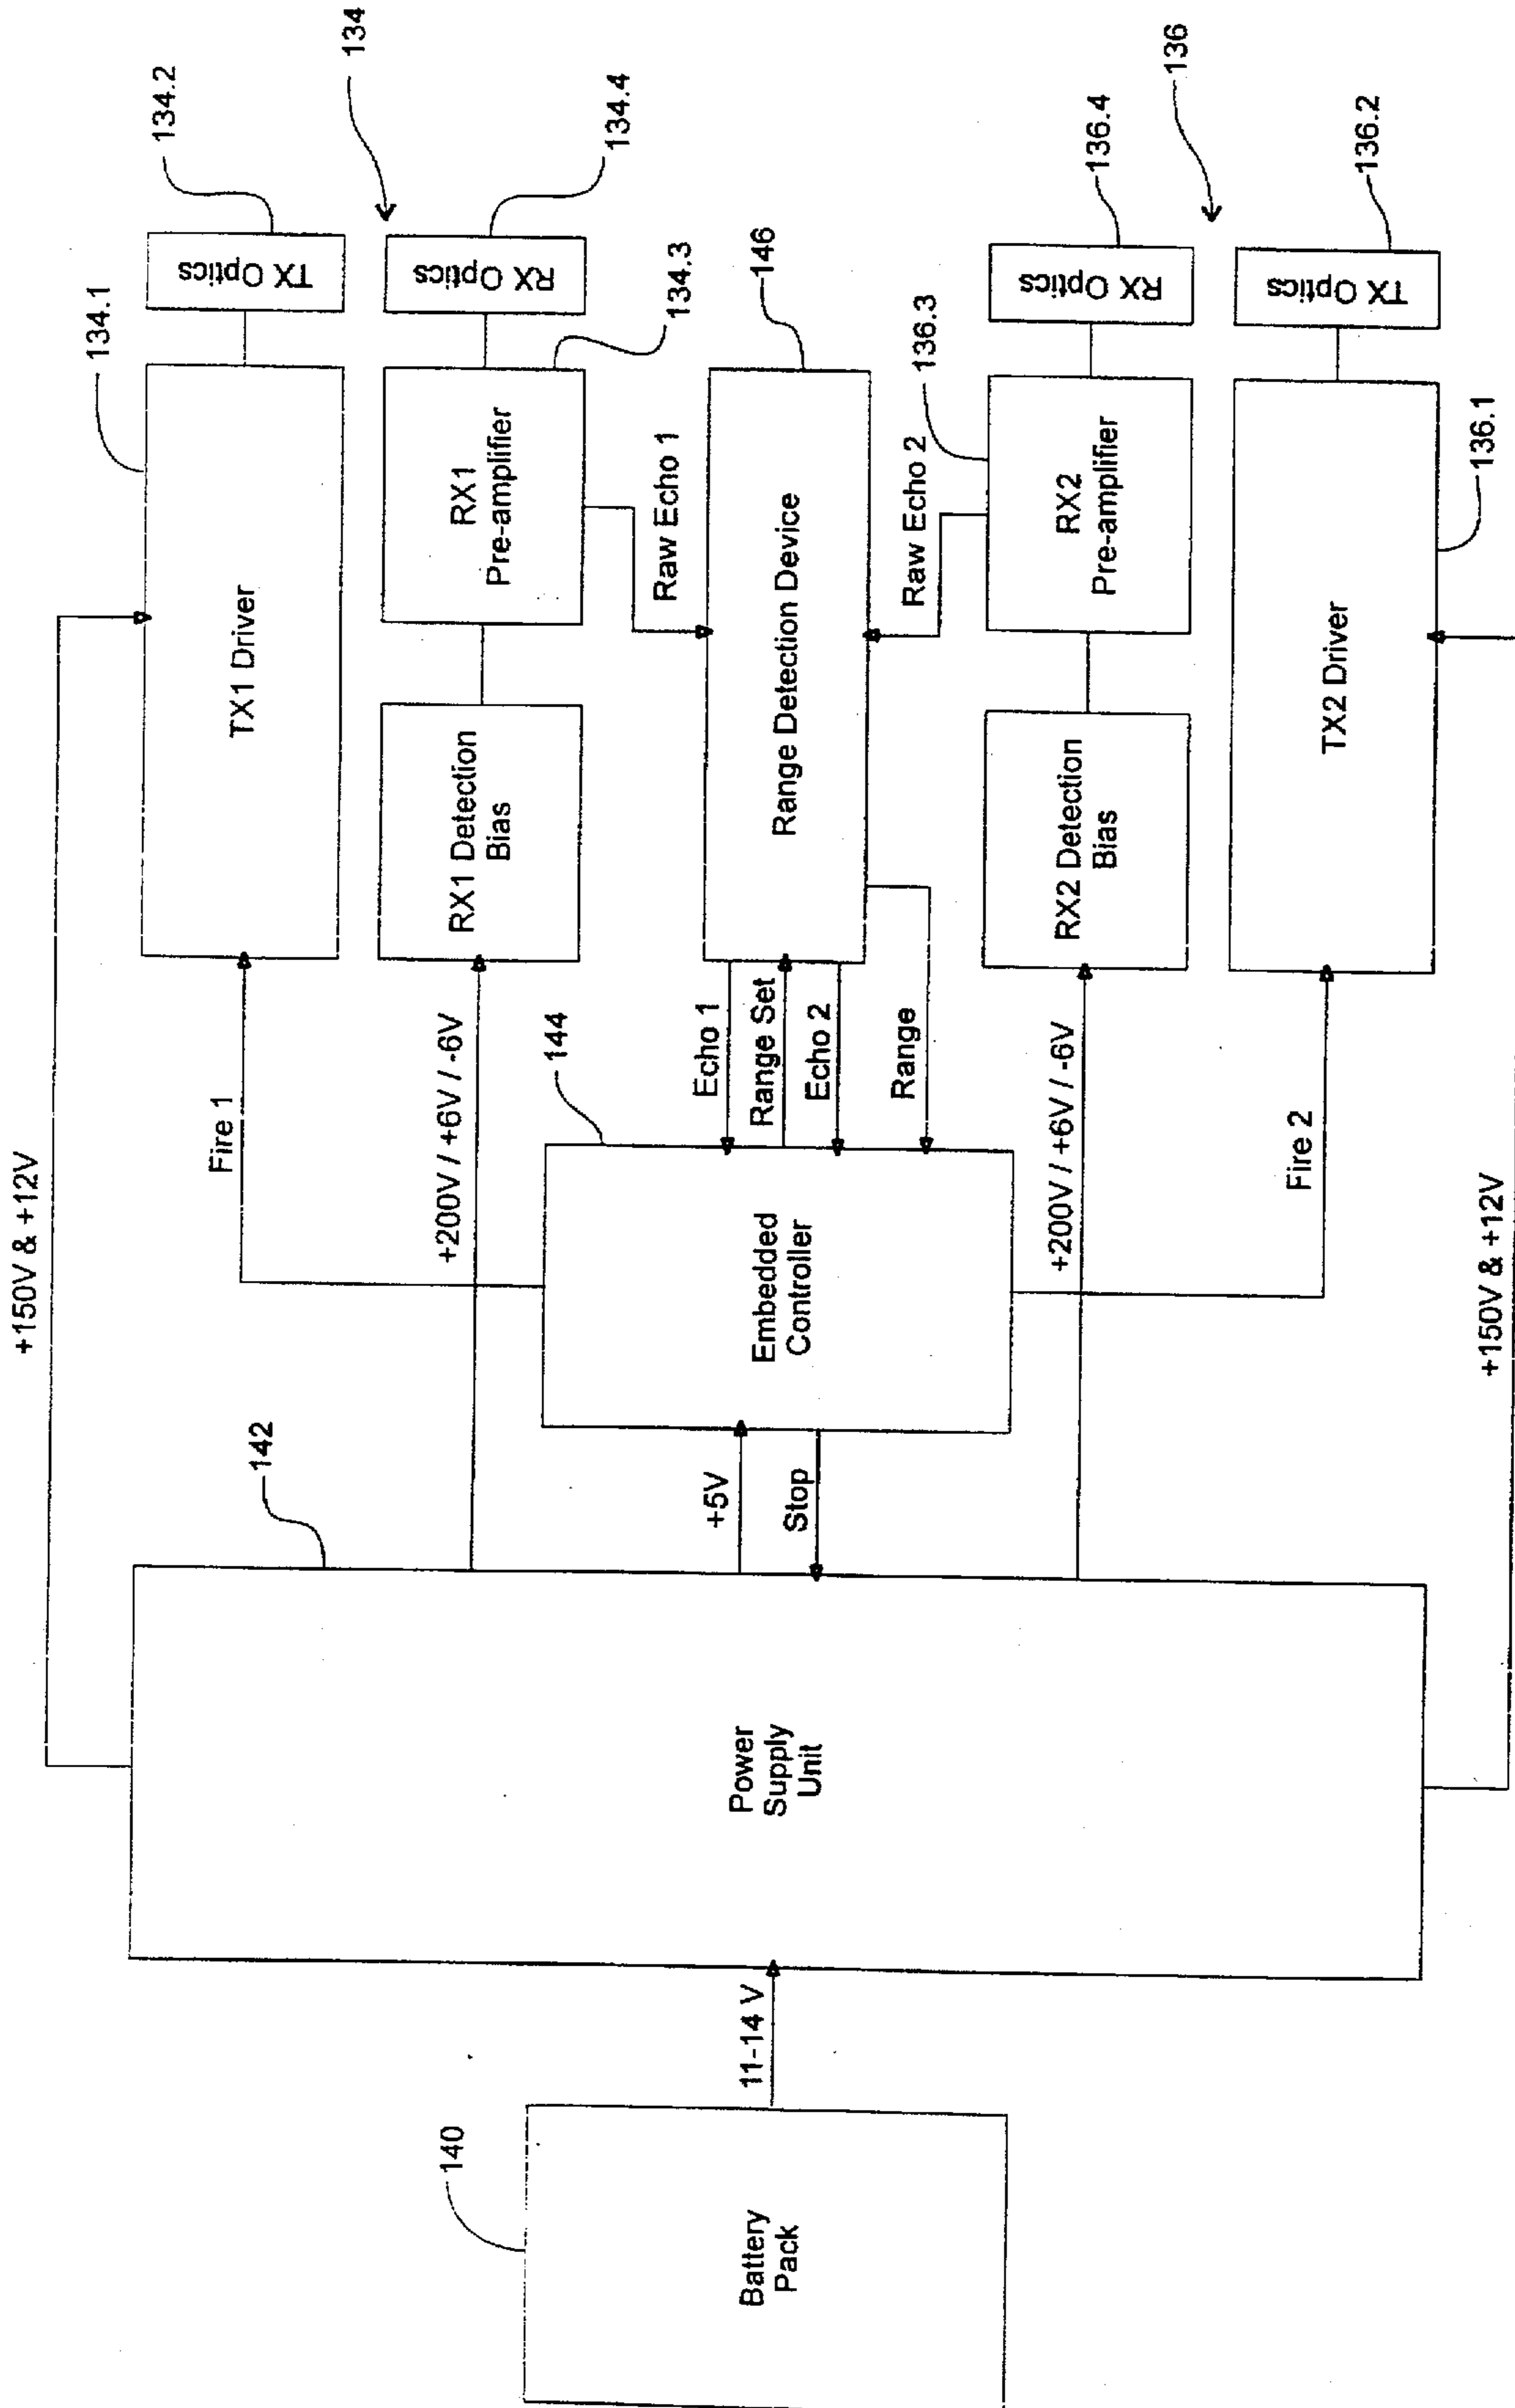 +150V & +12V
134.1
134.2
TX1 Driver
TX Optics
134
Fire 1
RX1 Detection
Bias
RX1
Pre-amplifier
RX Optics
134.4
134.3
+200V / +6V / -6V
142
144
Raw Echo 1
146
140
Battery
Pack
11-14 V
Power
Supply
Unit
+5V
Stop
Embedded
Controller
Echo 1
Range Set
Echo 2
Range
Range Detection Device
Raw Echo 2
136.3
136.4
136
+200V / +6V / -6V
RX2 Detection
Bias
RX2
Pre-amplifier
RX Optics
Fire 2
TX2 Driver
TX Optics
136.2
136.1
+150V & +12V